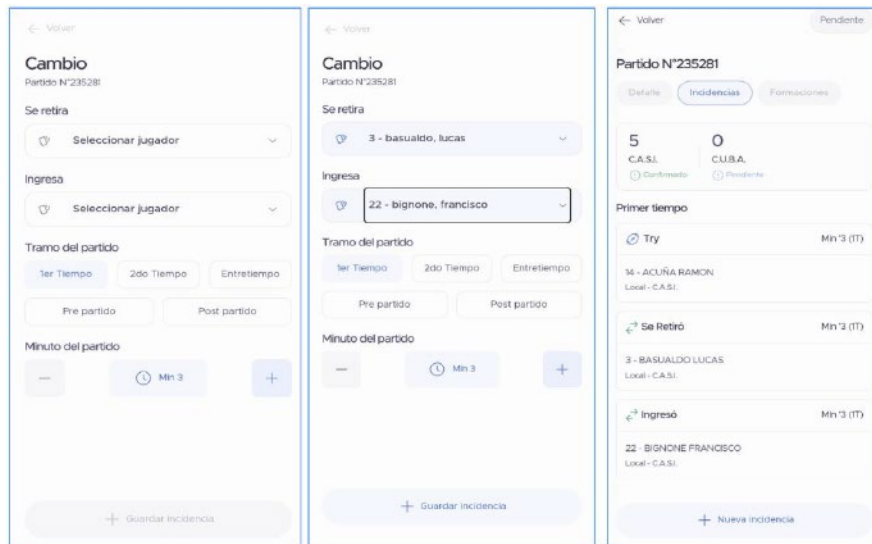 ← Volver
Cambio
Partido N°235281
Se retira
Seleccionar jugador
Ingresa
Seleccionar jugador
Tramo del partido
1er Tiempo 2do Tiempo Entretiempo
Pre partido Post partido
Minuto del partido
— Min 3 +
+ Guardar incidencia
← Volver
Cambio
Partido N°235281
Se retira
3 - basualdo, lucas
Ingresa
22 - bignone, francisco
Tramo del partido
1er Tiempo 2do Tiempo Entretiempo
Pre partido Post partido
Minuto del partido
— Min 3 +
+ Guardar incidencia
← Volver Pendiente
Partido N°235281
Detalle Incidencias Formaciones
5 0
C.A.S.I. C.U.B.A.
Confirmado Pendiente
Primer tiempo
Try Min '3 (1T)
14 - ACUÑA RAMON
Local - C.A.S.I.
Se Retiró Min '3 (1T)
3 - BASUALDO LUCAS
Local - C.A.S.I.
Ingresó Min '3 (1T)
22 - BIGNONE FRANCISCO
Local - C.A.S.I.
+ Nueva incidencia